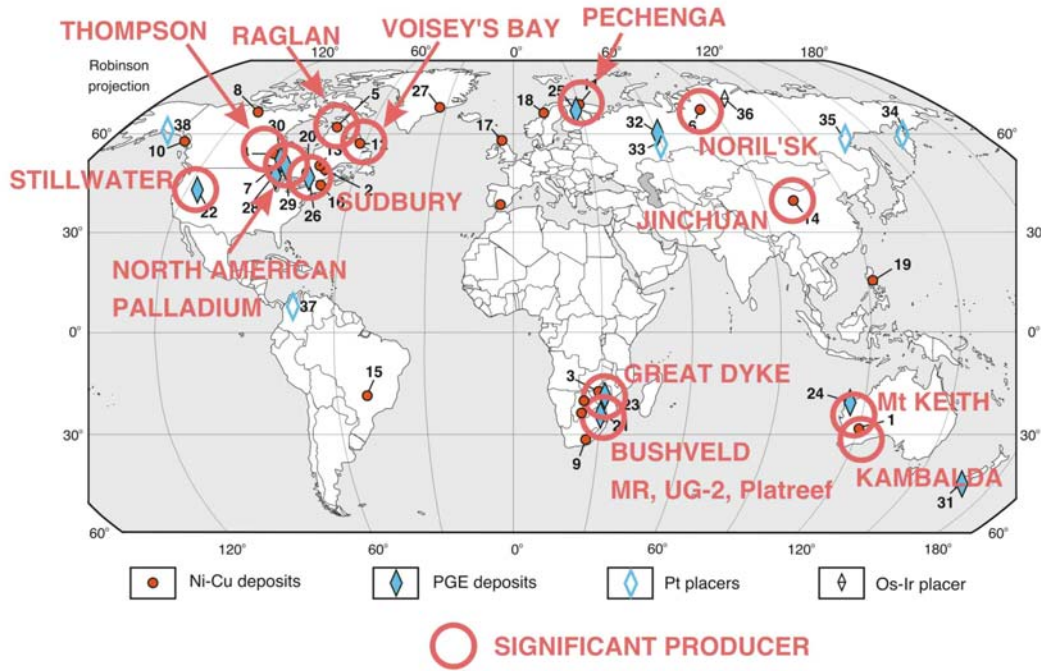 THOMPSON
RAGLAN
VOISEY'S BAY
PECHENGA
Robinson
projection
120°
60°
0°
60°
120°
180°
8
30
20
5
27
18
25
11
6
36
34
35
32
33
17
60°
60°
38
10
13
STILLWATER
22
7
28
29
26
16
2
SUDBURY
NORIL'SK
JINCHUAN
14
30°
30°
19
NORTH AMERICAN
PALLADIUM
37
0°
0°
15
3
GREAT DYKE
23
21
24
Mt KEITH
1
30°
30°
9
BUSHVELD
MR, UG-2, Platreef
KAMBALDA
31
60°
60°
120°
60°
0°
60°
120°
180°
Ni-Cu deposits
PGE deposits
Pt placers
Os-Ir placer
SIGNIFICANT PRODUCER